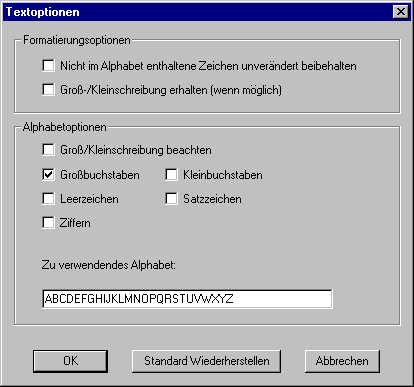 Textoptionen
Formatierungsoptionen
Nicht im Alphabet enthaltene Zeichen unverändert beibehalten
Groß-/Kleinschreibung erhalten (wenn möglich)
Alphabetoptionen
Groß/Kleinschreibung beachten
Großbuchstaben Kleinbuchstaben
Leerzeichen Satzzeichen
Ziffern
Zu verwendendes Alphabet:
ABCDEFGHIJKLMNOPQRSTUVWXYZ
OK Standard Wiederherstellen Abbrechen